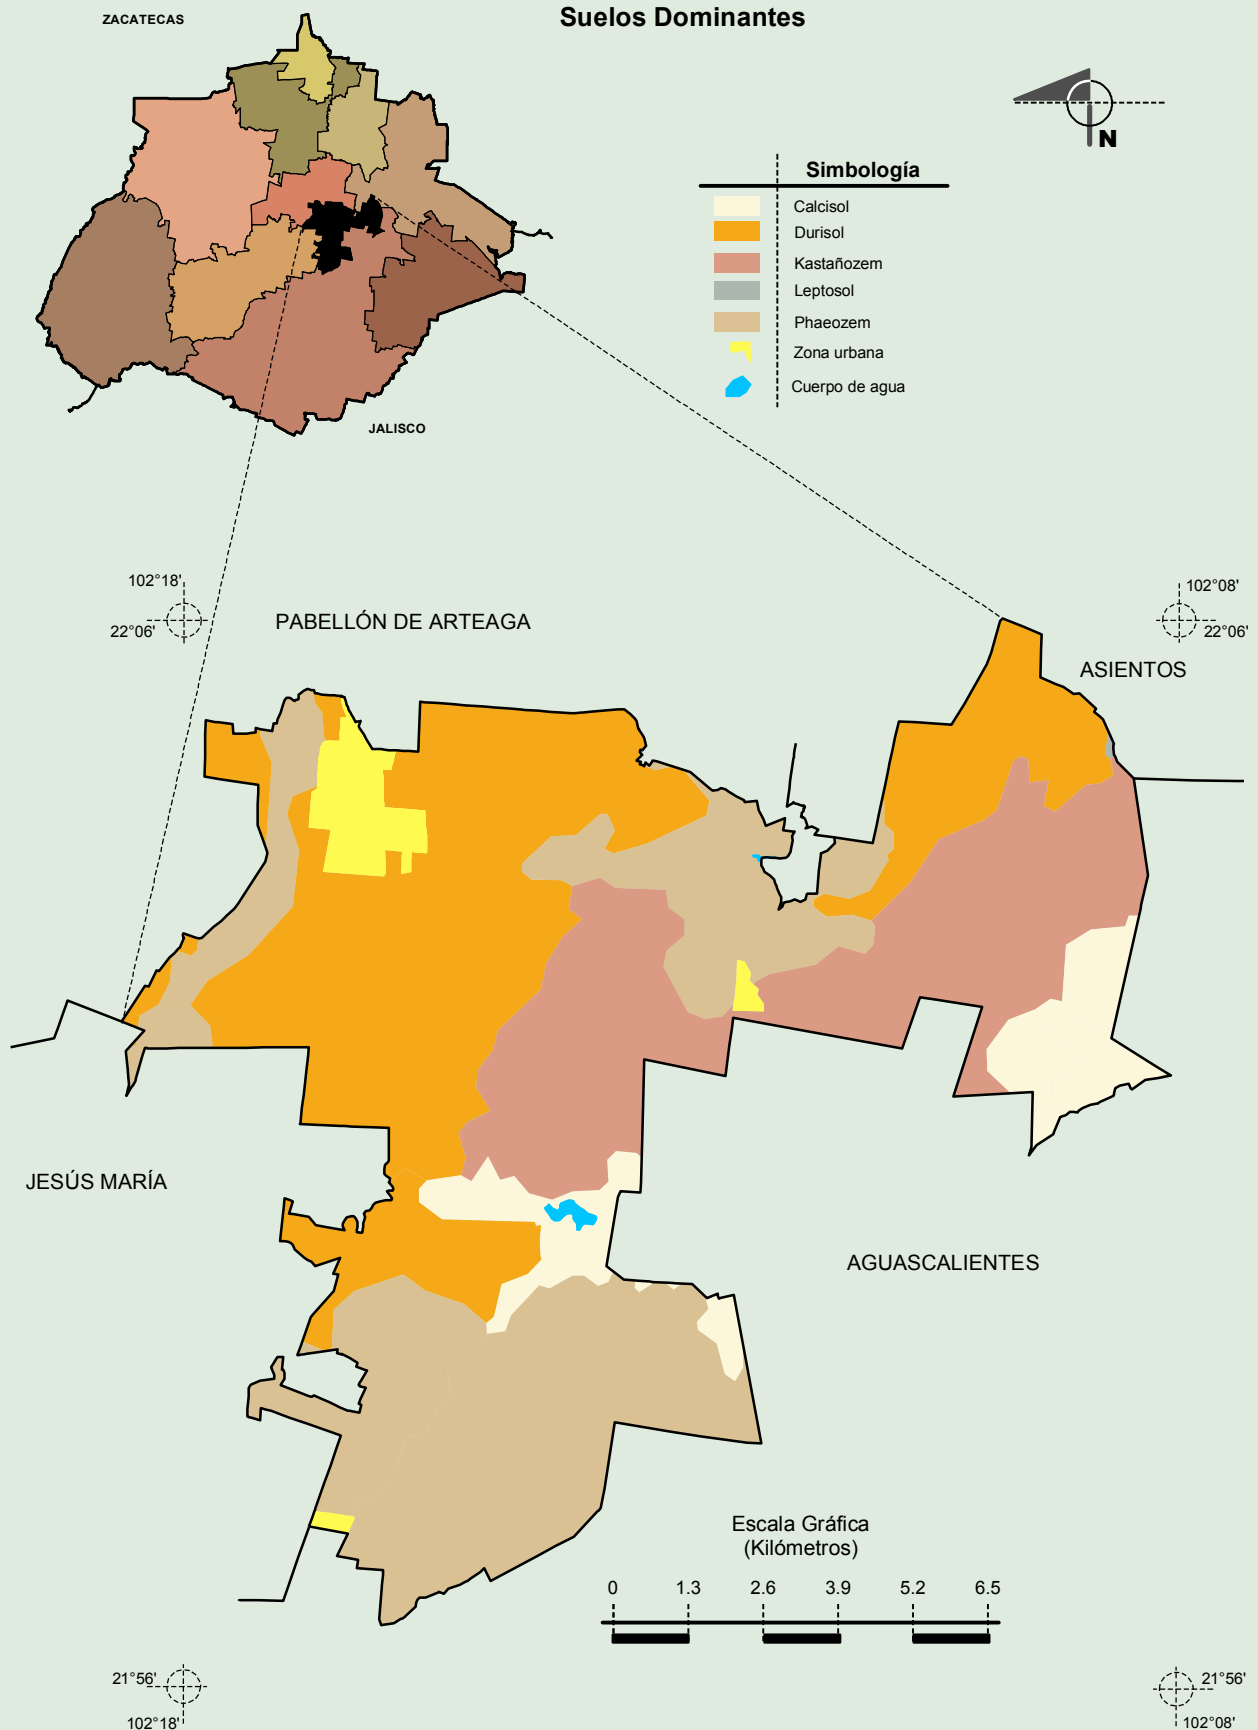 Suelos Dominantes
ZACATECAS
N
Simbología
Calcisol
Durisol
Kastañozem
Leptosol
Phaeozem
Zona urbana
Cuerpo de agua
JALISCO
102°18'
22°06'
PABELLÓN DE ARTEAGA
102°08'
22°06'
ASIENTOS
JESÚS MARÍA
AGUASCALIENTES
Escala Gráfica
(Kilómetros)
0 1.3 2.6 3.9 5.2 6.5
21°56'
102°18'
21°56'
102°08'